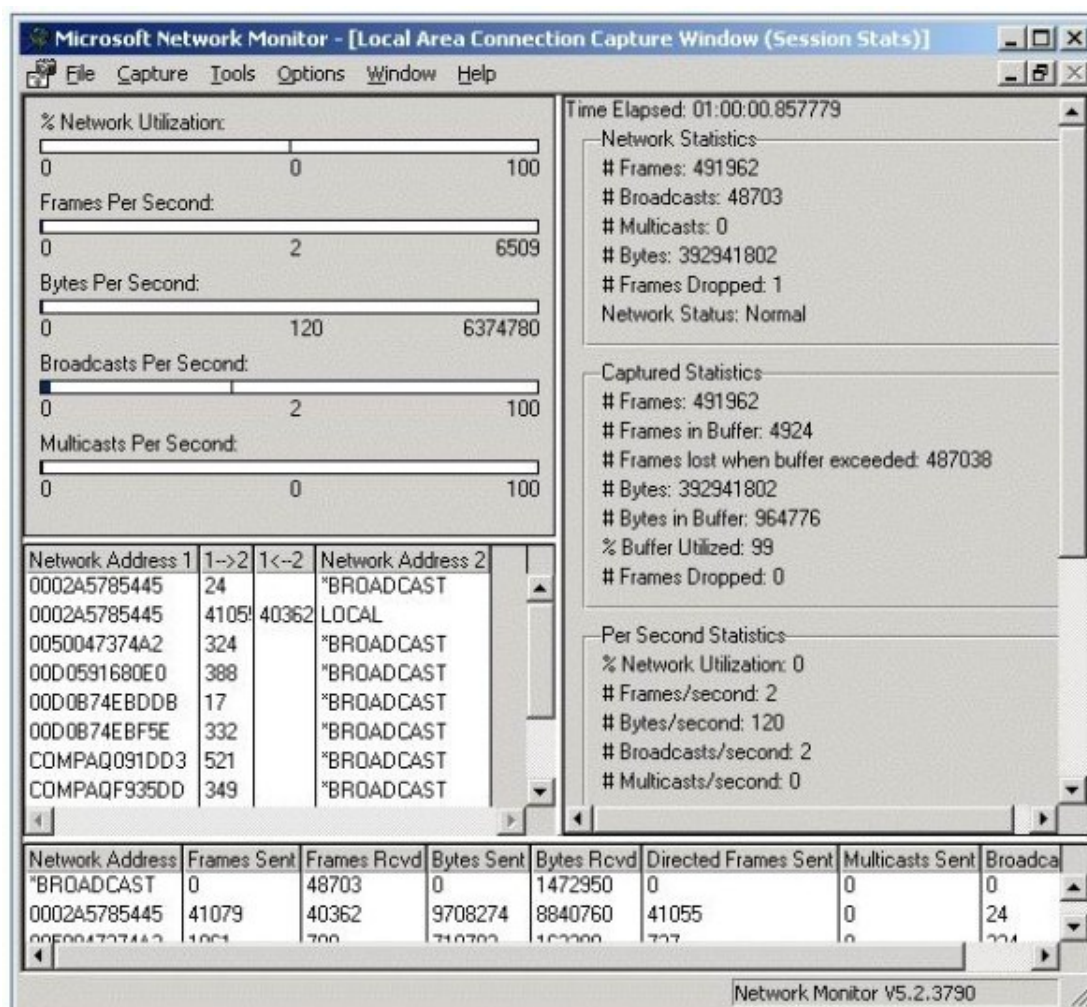 Microsoft Network Monitor - [Local Area Connection Capture Window (Session Stats)]
File Capture Tools Options Window Help
% Network Utilization:
0 0 100
Frames Per Second:
0 2 6509
Bytes Per Second:
0 120 6374780
Broadcasts Per Second:
0 2 100
Multicasts Per Second:
0 0 100
Time Elapsed: 01:00:00.857779
Network Statistics
# Frames: 491962
# Broadcasts: 48703
# Multicasts: 0
# Bytes: 392941802
# Frames Dropped: 1
Network Status: Normal
Captured Statistics
# Frames: 491962
# Frames in Buffer: 4924
# Frames lost when buffer exceeded: 487038
# Bytes: 392941802
# Bytes in Buffer: 964776
% Buffer Utilized: 99
# Frames Dropped: 0
Per Second Statistics
% Network Utilization: 0
# Frames/second: 2
# Bytes/second: 120
# Broadcasts/second: 2
# Multicasts/second: 0
Network Address 1 1-->2 1<--2 Network Address 2
0002A5785445 24 *BROADCAST
0002A5785445 4105 40362 LOCAL
0050047374A2 324 *BROADCAST
00D0591680E0 388 *BROADCAST
00D0B74EBDDB 17 *BROADCAST
00D0B74EBF5E 332 *BROADCAST
COMPAQ091DD3 521 *BROADCAST
COMPAQF935DD 349 *BROADCAST
Network Address Frames Sent Frames Rcvd Bytes Sent Bytes Rcvd Directed Frames Sent Multicasts Sent Broadca
*BROADCAST 0 48703 0 1472950 0 0 0
0002A5785445 41079 40362 9708274 8840760 41055 0 24
Network Monitor V5.2.3790